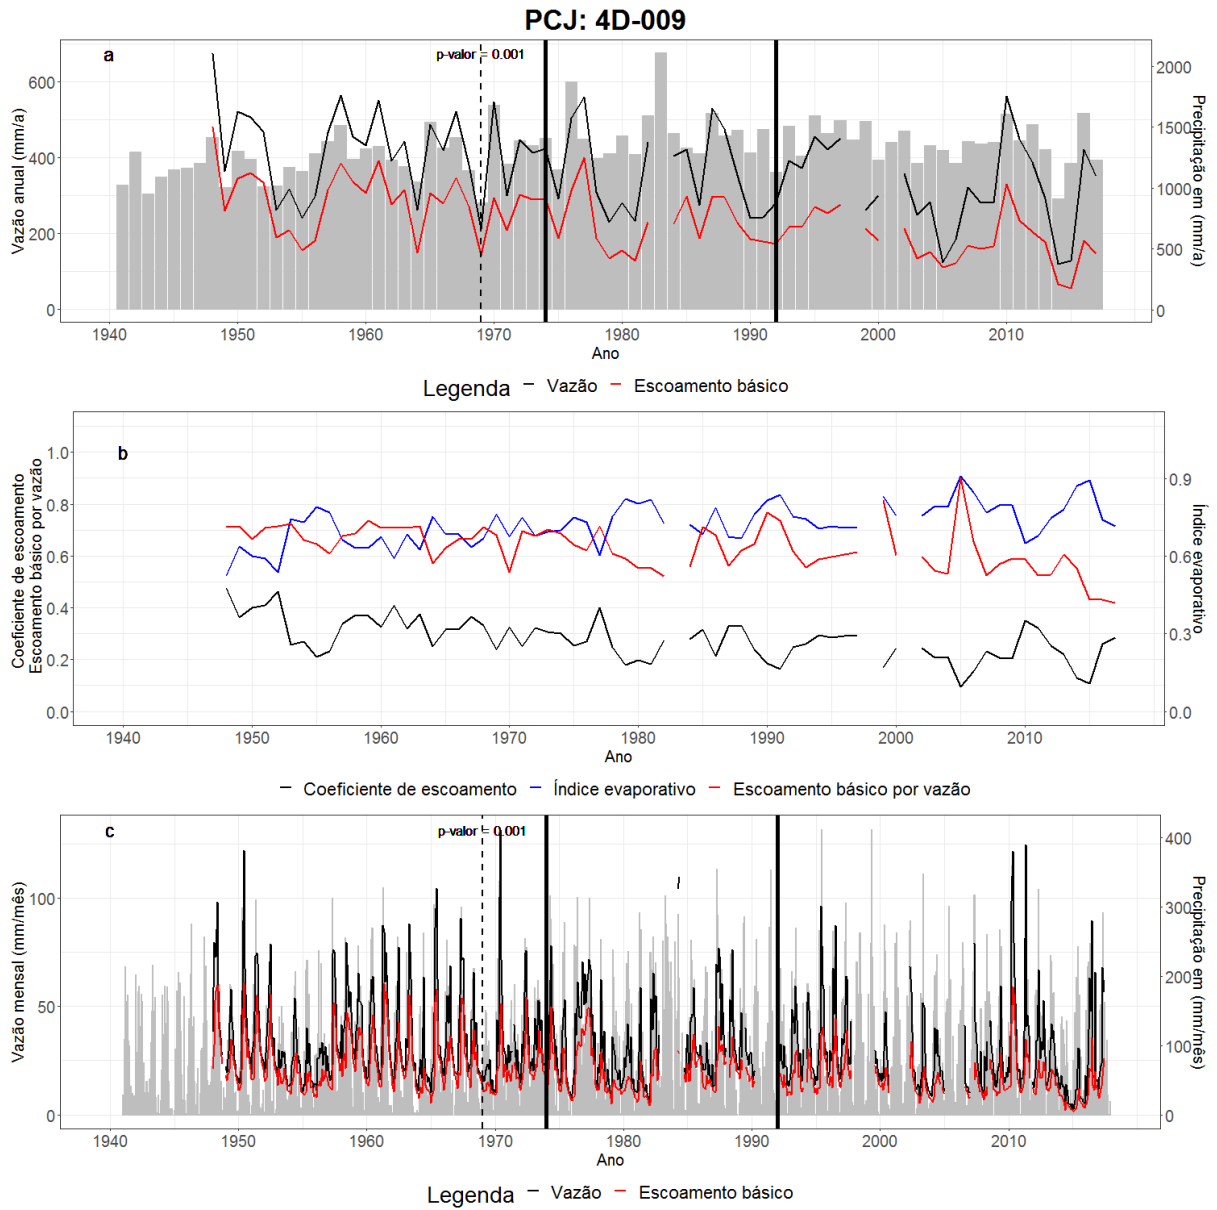 PCJ: 4D-009
a
p-valor = 0.001
Vazão anual (mm/a)
600
400
200
0
Precipitação em (mm/a)
2000
1500
1000
500
0
1940 1950 1960 1970 1980 1990 2000 2010
Ano
Legenda Vazão Escoamento básico
b
Coeficiente de escoamento
Escoamento básico por vazão
1.0
0.8
0.6
0.4
0.2
0.0
Índice evaporativo
0.9
0.6
0.3
0.0
1940 1950 1960 1970 1980 1990 2000 2010
Ano
Coeficiente de escoamento Índice evaporativo Escoamento básico por vazão
c
p-valor = 0.001
Vazão mensal (mm/mês)
100
50
0
Precipitação em (mm/mês)
400
300
200
100
0
1940 1950 1960 1970 1980 1990 2000 2010
Ano
Legenda Vazão Escoamento básico